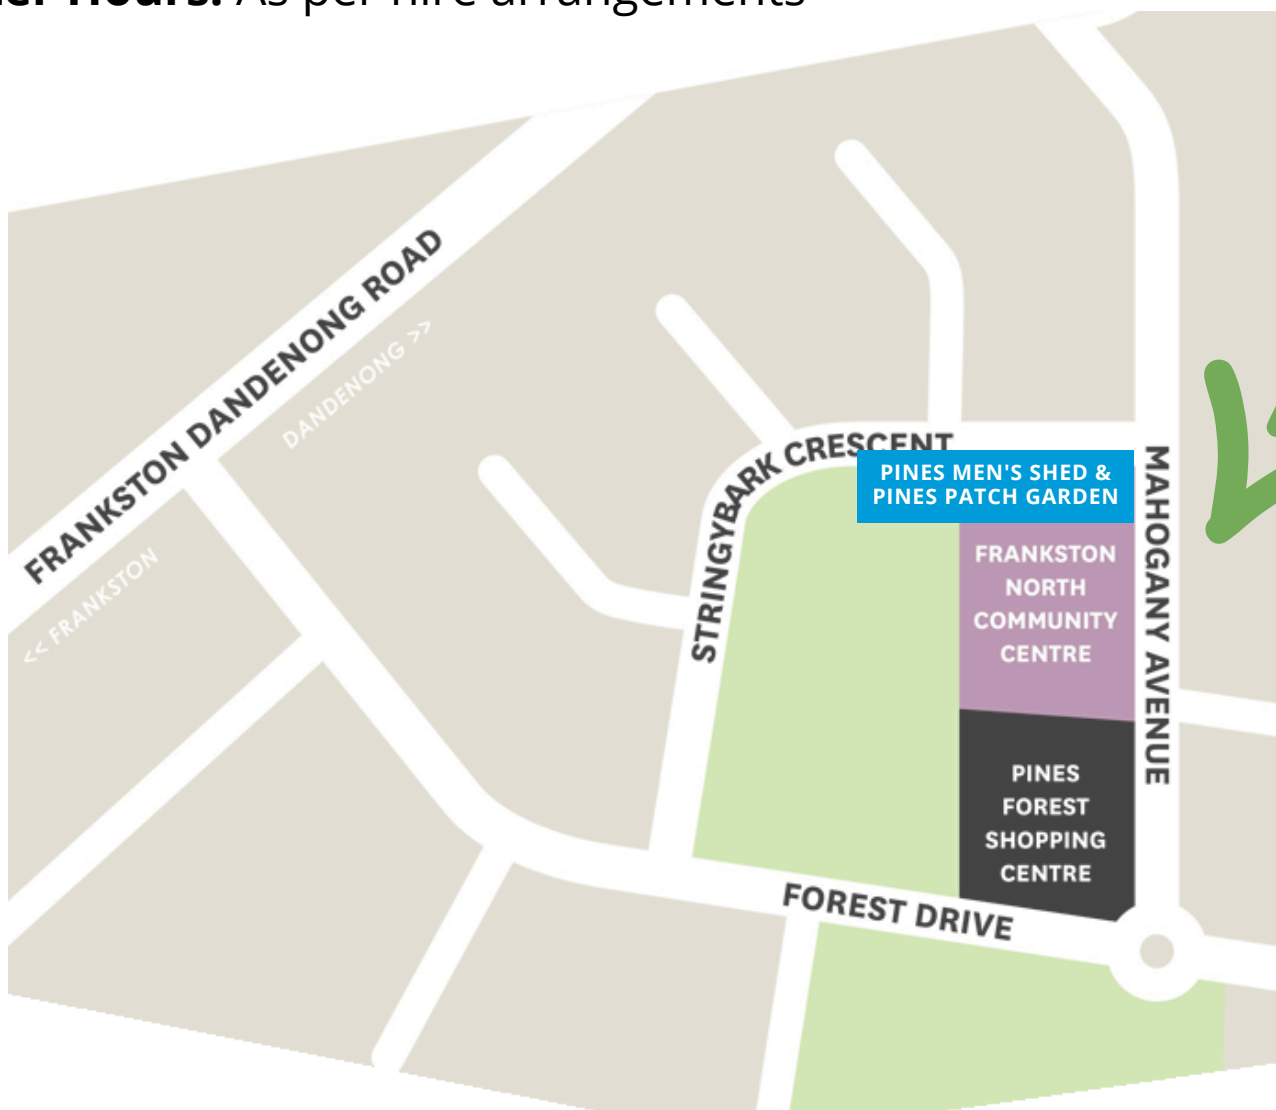 Hours: As per hire arrangements
FRANKSTON DANDENONG ROAD
DANDENONG >>
<< FRANKSTON
STRINGYBARK CRESCENT
PINES MEN'S SHED &
PINES PATCH GARDEN
FRANKSTON
NORTH
COMMUNITY
CENTRE
MAHOGANY AVENUE
PINES
FOREST
SHOPPING
CENTRE
FOREST DRIVE